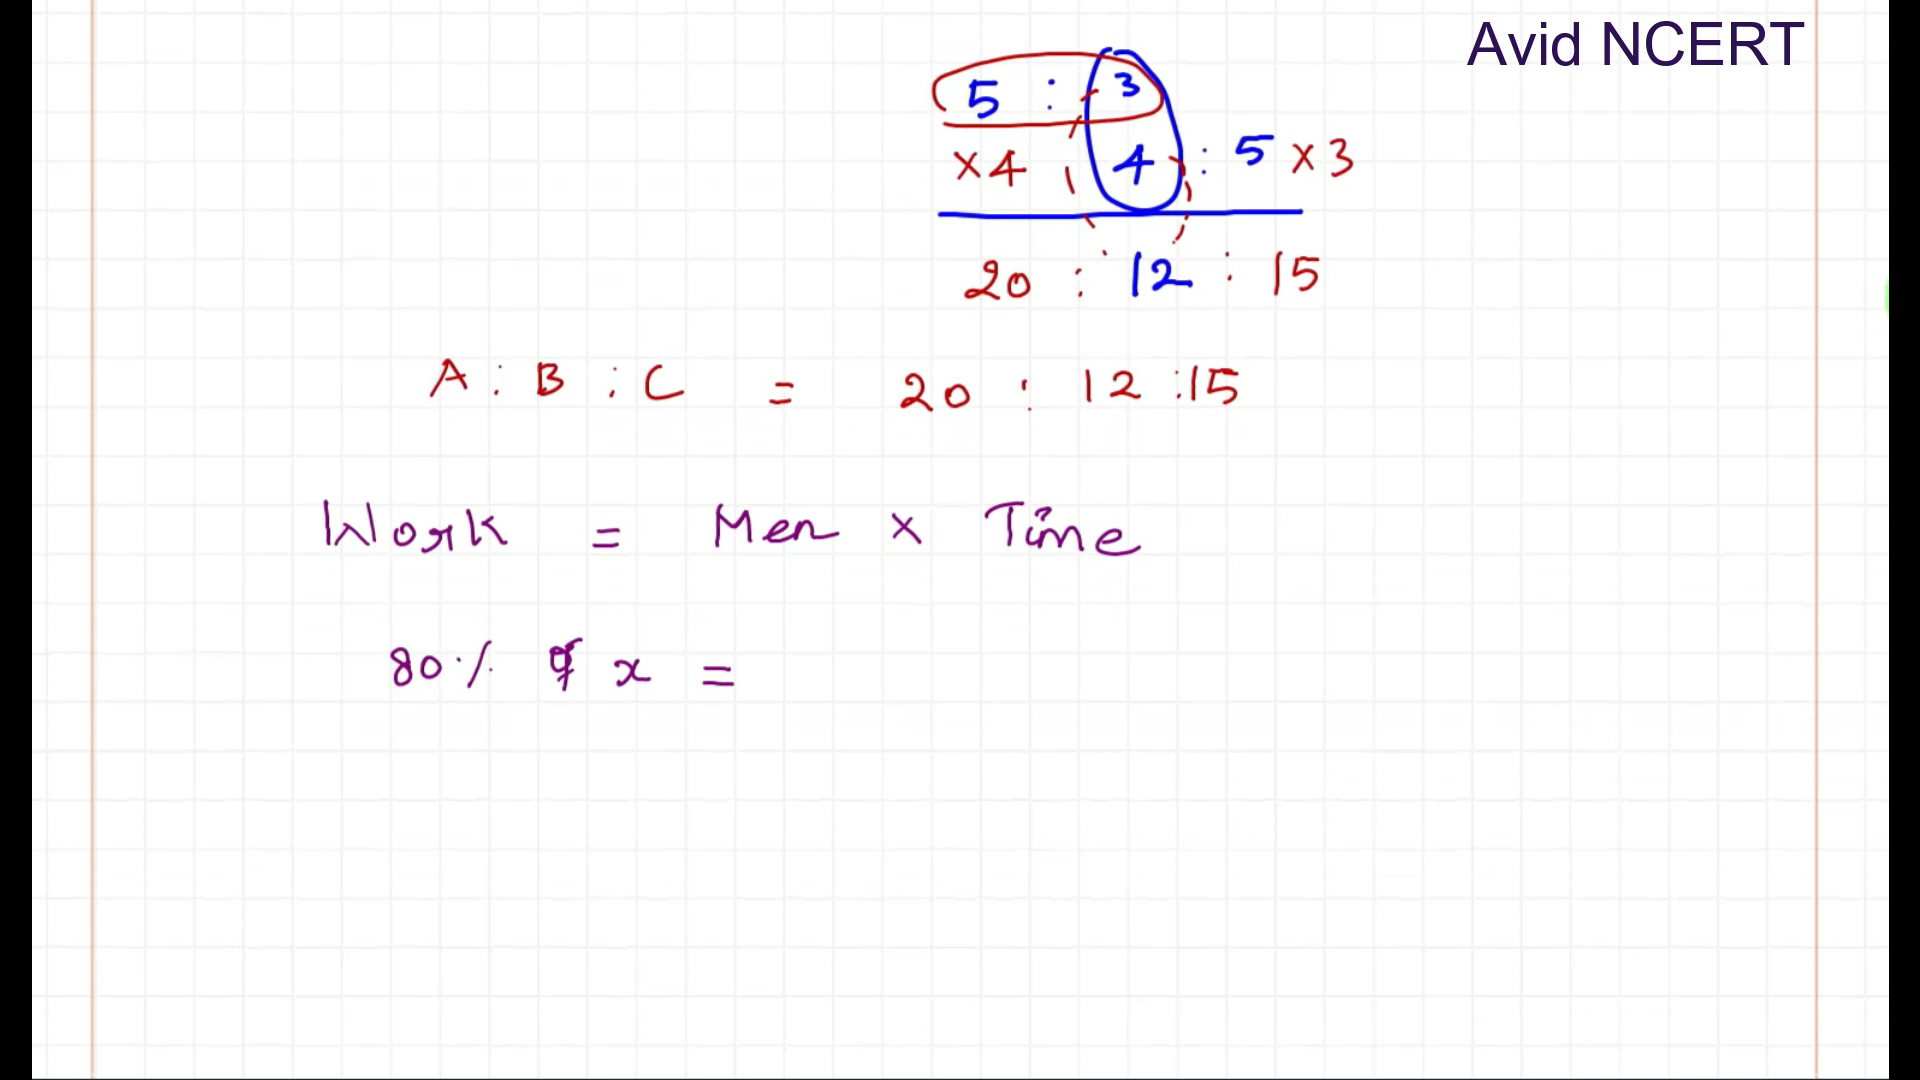 Avid NCERT
5 : 3
×4 4 : 5 ×3
20 : 12 : 15
A : B : C = 20 : 12 : 15
Work = Men × Time
80% of x =